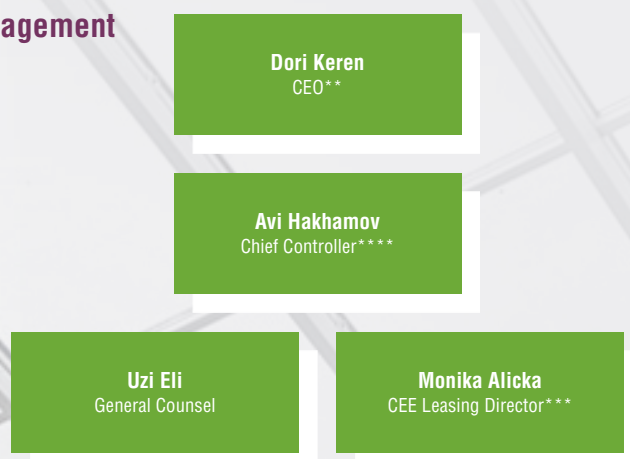 agement
Dori Keren
CEO**
Avi Hakhamov
Chief Controller****
Uzi Eli
General Counsel
Monika Alicka
CEE Leasing Director***